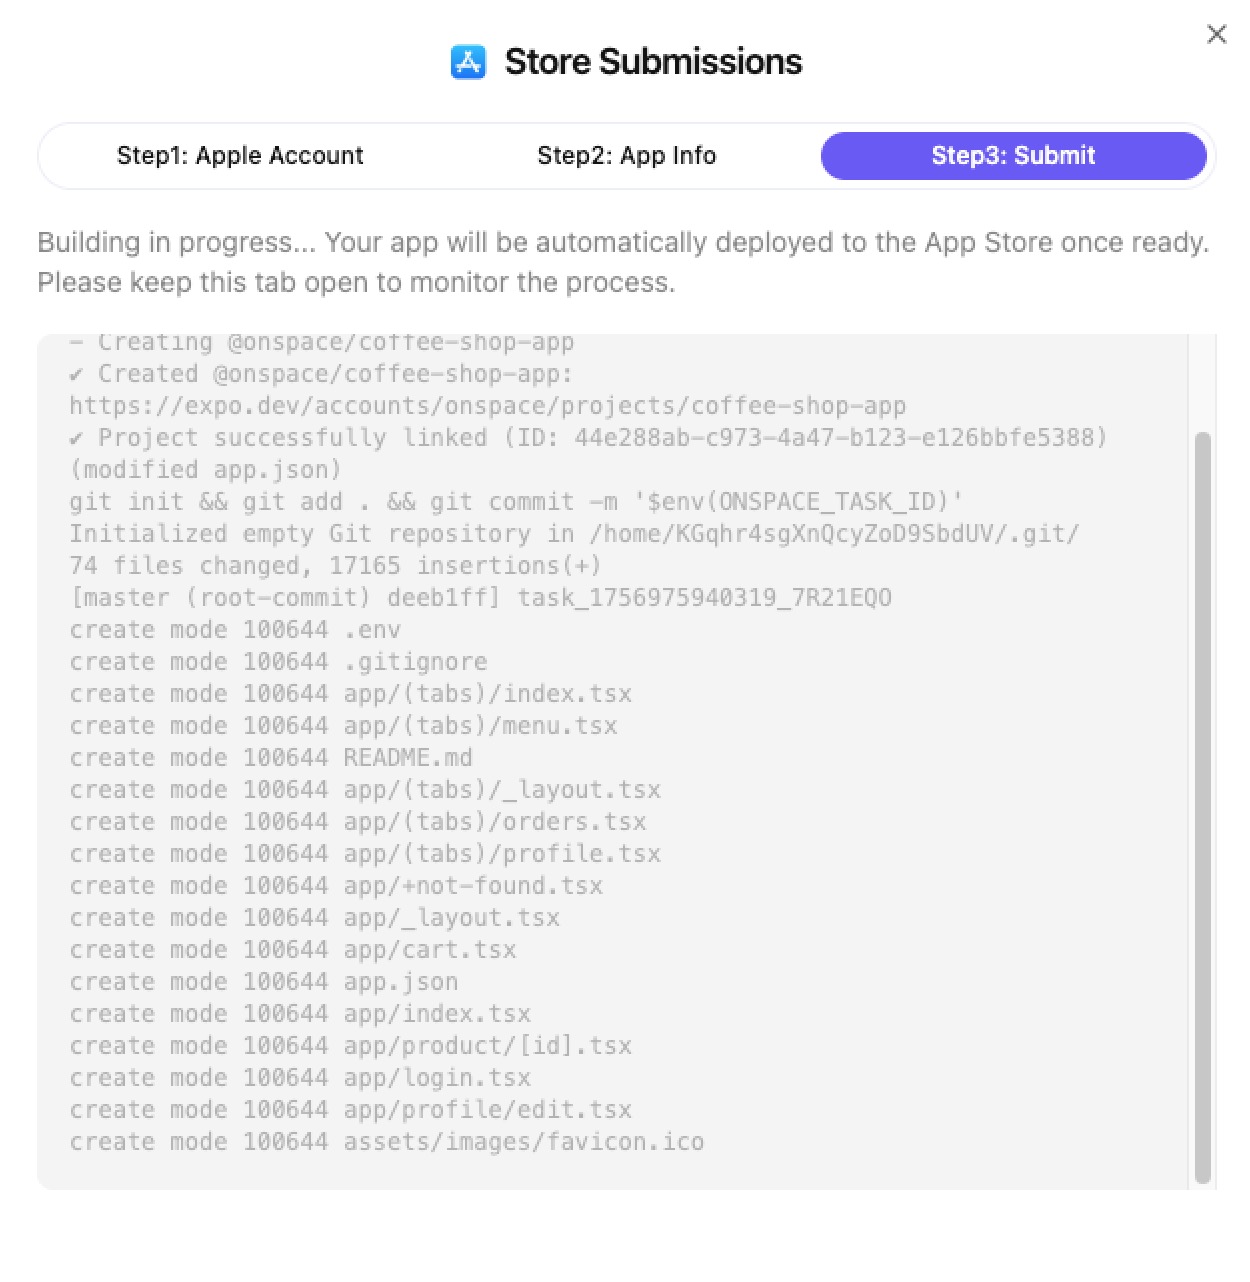 Store Submissions
Step1: Apple Account
Step2: App Info
Step3: Submit
Building in progress... Your app will be automatically deployed to the App Store once ready.
Please keep this tab open to monitor the process.
– Creating @onspace/coffee-shop-app
✔ Created @onspace/coffee-shop-app:
https://expo.dev/accounts/onspace/projects/coffee-shop-app
✔ Project successfully linked (ID: 44e288ab-c973-4a47-b123-e126bbfe5388)
(modified app.json)
git init && git add . && git commit -m '$env(ONSPACE_TASK_ID)'
Initialized empty Git repository in /home/KGqhr4sgXnQcyZoD9SbdUV/.git/
74 files changed, 17165 insertions(+)
[master (root-commit) deeb1ff] task_1756975940319_7R21EQO
create mode 100644 .env
create mode 100644 .gitignore
create mode 100644 app/(tabs)/index.tsx
create mode 100644 app/(tabs)/menu.tsx
create mode 100644 README.md
create mode 100644 app/(tabs)/_layout.tsx
create mode 100644 app/(tabs)/orders.tsx
create mode 100644 app/(tabs)/profile.tsx
create mode 100644 app/+not-found.tsx
create mode 100644 app/_layout.tsx
create mode 100644 app/cart.tsx
create mode 100644 app.json
create mode 100644 app/index.tsx
create mode 100644 app/product/[id].tsx
create mode 100644 app/login.tsx
create mode 100644 app/profile/edit.tsx
create mode 100644 assets/images/favicon.ico